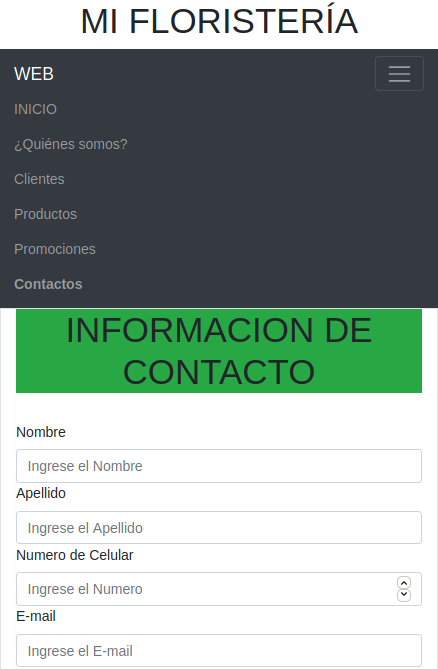 MI FLORISTERÍA
WEB
INICIO
¿Quiénes somos?
Clientes
Productos
Promociones
Contactos
INFORMACION DE
CONTACTO
Nombre
Ingrese el Nombre
Apellido
Ingrese el Apellido
Numero de Celular
Ingrese el Numero
E-mail
Ingrese el E-mail